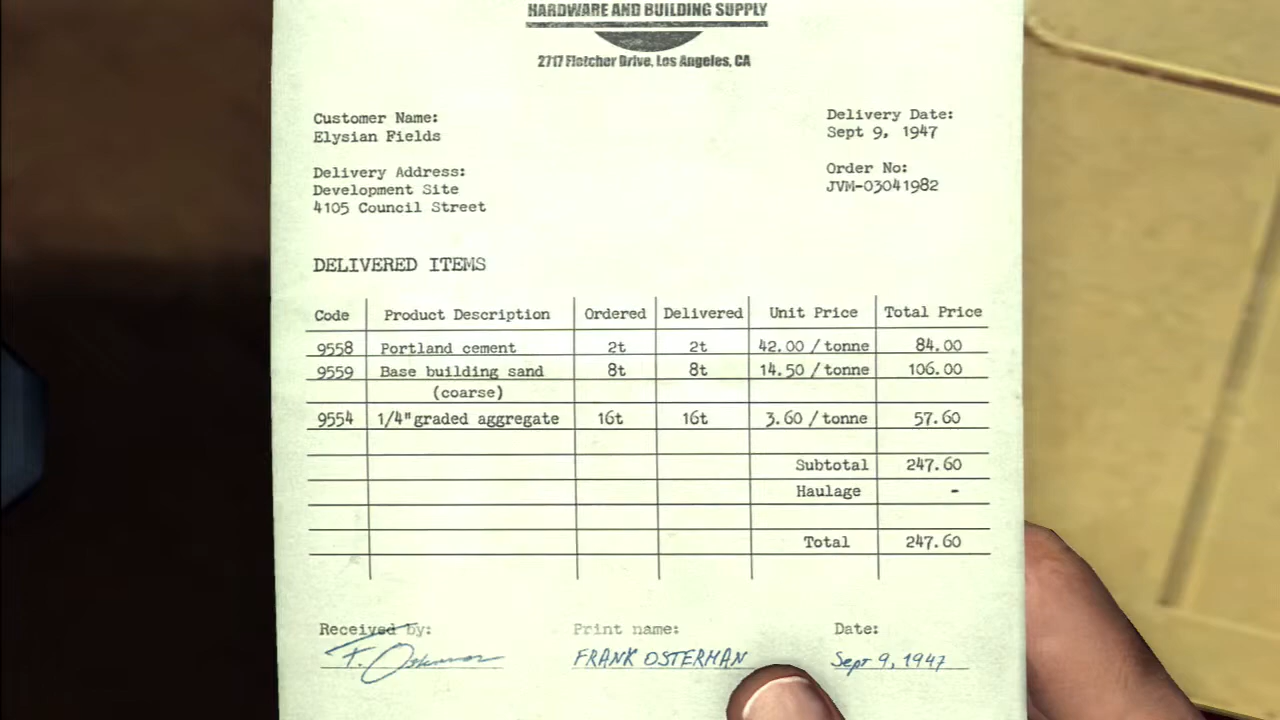 HARDWARE AND BUILDING SUPPLY
2717 Fletcher Drive, Los Angeles, CA
Customer Name:
Elysian Fields
Delivery Date:
Sept 9, 1947
Delivery Address:
Development Site
4105 Council Street
Order No:
JVM-03041982
DELIVERED ITEMS
Code Product Description Ordered Delivered Unit Price Total Price
9558 Portland cement 2t 2t 42.00 /tonne 84.00
9559 Base building sand 8t 8t 14.50 /tonne 106.00
(coarse)
9554 1/4" graded aggregate 16t 16t 3.60 /tonne 57.60
Subtotal 247.60
Haulage -
Total 247.60
Received by: Print name: Date:
F. Osterman FRANK OSTERMAN Sept 9, 1947